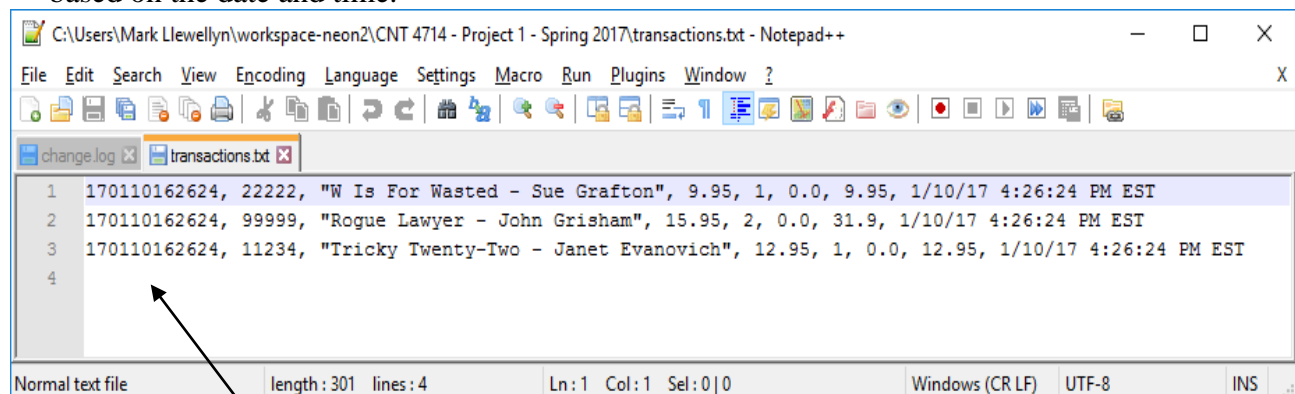 based on the date and time.
C:\Users\Mark Llewellyn\workspace-neon2\CNT 4714 - Project 1 - Spring 2017\transactions.txt - Notepad++
File Edit Search View Encoding Language Settings Macro Run Plugins Window ? X
change.log transactions.txt
1 170110162624, 22222, "W Is For Wasted - Sue Grafton", 9.95, 1, 0.0, 9.95, 1/10/17 4:26:24 PM EST
2 170110162624, 99999, "Rogue Lawyer - John Grisham", 15.95, 2, 0.0, 31.9, 1/10/17 4:26:24 PM EST
3 170110162624, 11234, "Tricky Twenty-Two - Janet Evanovich", 12.95, 1, 0.0, 12.95, 1/10/17 4:26:24 PM EST
4
Normal text file length : 301 lines : 4 Ln : 1 Col : 1 Sel : 0 | 0 Windows (CR LF) UTF-8 INS